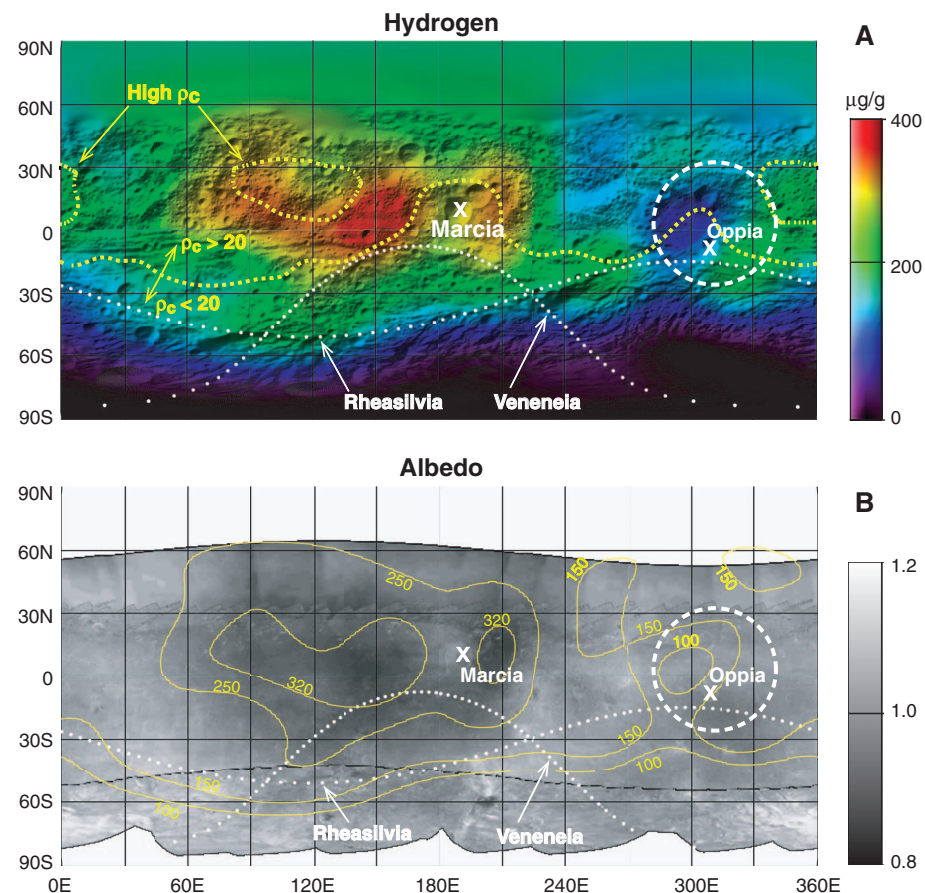 Hydrogen
A
90N
60N
30N
0
30S
60S
90S
High ρc
ρc > 20
ρc < 20
X
Marcia
Oppia
X
Rheasilvia
Veneneia
μg/g
400
200
0
Albedo
B
90N
60N
30N
0
30S
60S
90S
250
320
250
320
150
150
150
100
150
100
150
100
X
Marcia
Oppia
X
Rheasilvia
Veneneia
1.2
1.0
0.8
0E
60E
120E
180E
240E
300E
360E